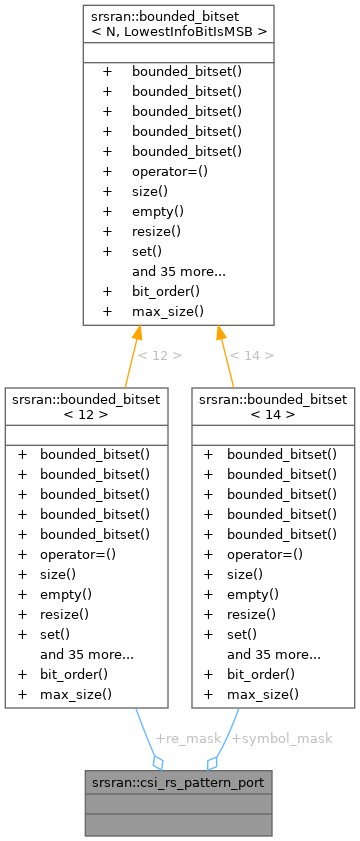 srsran::bounded_bitset
< N, LowestInfoBitIsMSB >
+ bounded_bitset()
+ bounded_bitset()
+ bounded_bitset()
+ bounded_bitset()
+ bounded_bitset()
+ operator=()
+ size()
+ empty()
+ resize()
+ set()
and 35 more...
+ bit_order()
+ max_size()
< 12 >
< 14 >
srsran::bounded_bitset
< 12 >
+ bounded_bitset()
+ bounded_bitset()
+ bounded_bitset()
+ bounded_bitset()
+ bounded_bitset()
+ operator=()
+ size()
+ empty()
+ resize()
+ set()
and 35 more...
+ bit_order()
+ max_size()
srsran::bounded_bitset
< 14 >
+ bounded_bitset()
+ bounded_bitset()
+ bounded_bitset()
+ bounded_bitset()
+ bounded_bitset()
+ operator=()
+ size()
+ empty()
+ resize()
+ set()
and 35 more...
+ bit_order()
+ max_size()
+re_mask
+symbol_mask
srsran::csi_rs_pattern_port